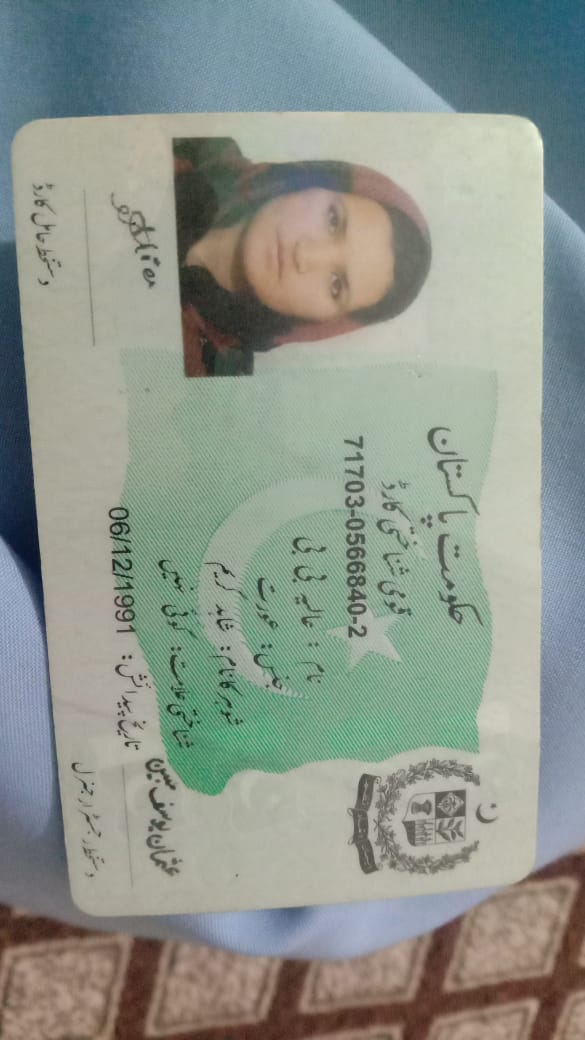 حکومت پاکستان
قومی شناختی کارڈ
71703-0566840-2
نام : عالیہ بی بی
جنس: عورت
شوہر کا نام: شاہد کریم
شناختی علامت: کوئی نہیں
تاریخ پیدائش: 06/12/1991
عثمان یوسف مبین
دستخط رجسٹرار جنرل
دستخط حامل کارڈ